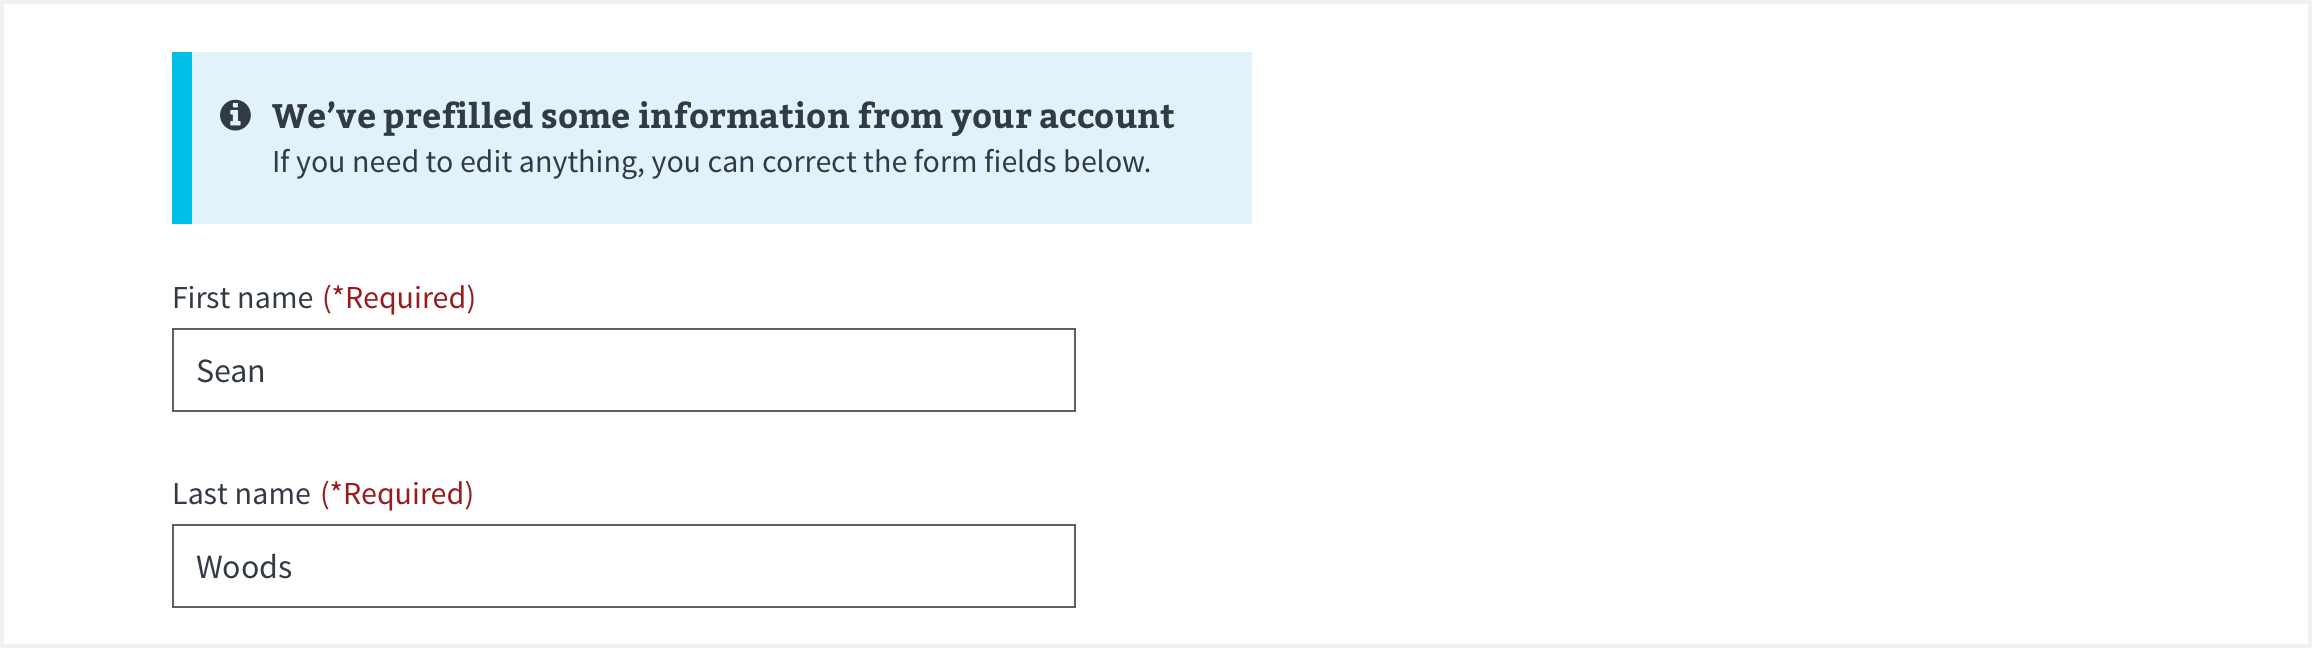 We’ve prefilled some information from your account
If you need to edit anything, you can correct the form fields below.
First name (*Required)
Sean
Last name (*Required)
Woods